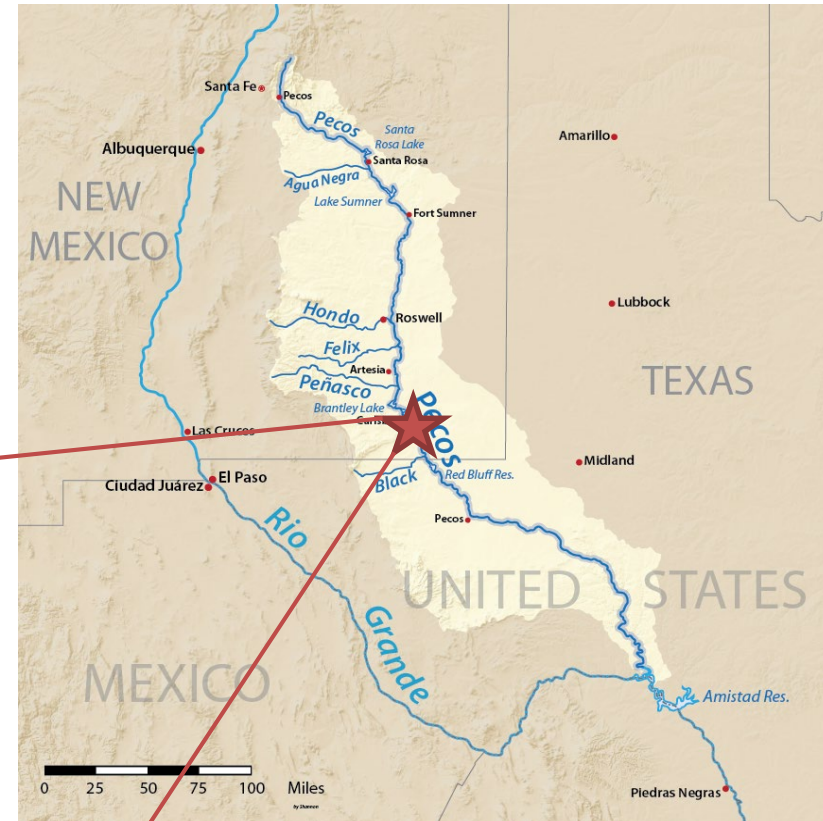 Santa Fe
Pecos
Pecos
Santa
Rosa Lake
Santa Rosa
Amarillo
Albuquerque
Agua Negra
Lake Sumner
Fort Sumner
NEW
MEXICO
Lubbock
Hondo
Roswell
Felix
Artesia
Peñasco
TEXAS
Brantley Lake
Pecos
Las Cruces
Midland
El Paso
Ciudad Juárez
Black
Red Bluff Res.
Pecos
Rio
Grande
UNITED STATES
MEXICO
Amistad Res.
0 25 50 75 100 Miles
by Shannon
Piedras Negras